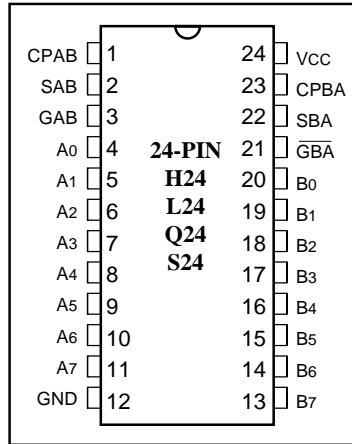 CPAB 1 24 VCC
SAB 2 23 CPBA
GAB 3 22 SBA
A0 4 24-PIN 21 G̅B̅A̅
A1 5 H24 20 B0
A2 6 L24 19 B1
A3 7 Q24 18 B2
A4 8 S24 17 B3
A5 9 16 B4
A6 10 15 B5
A7 11 14 B6
GND 12 13 B7